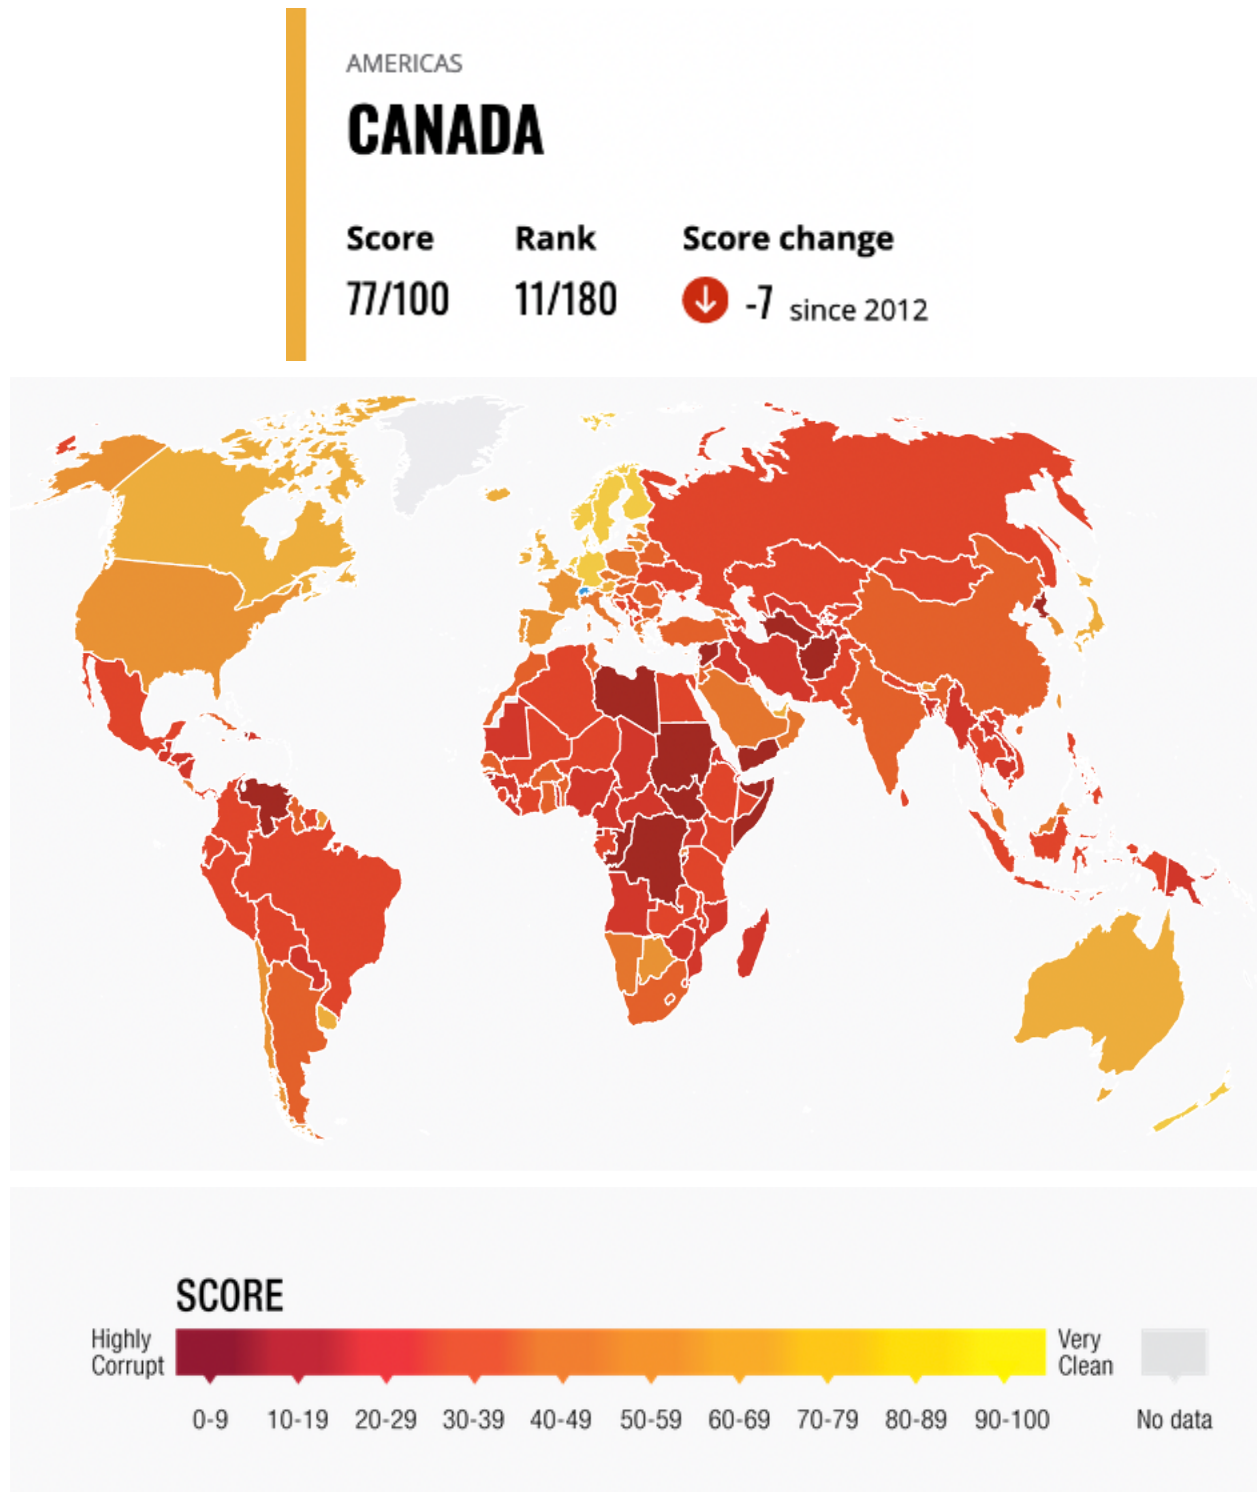 AMERICAS
CANADA
Score Rank Score change
77/100 11/180 -7 since 2012
SCORE
Highly
Corrupt
Very
Clean
0-9 10-19 20-29 30-39 40-49 50-59 60-69 70-79 80-89 90-100 No data